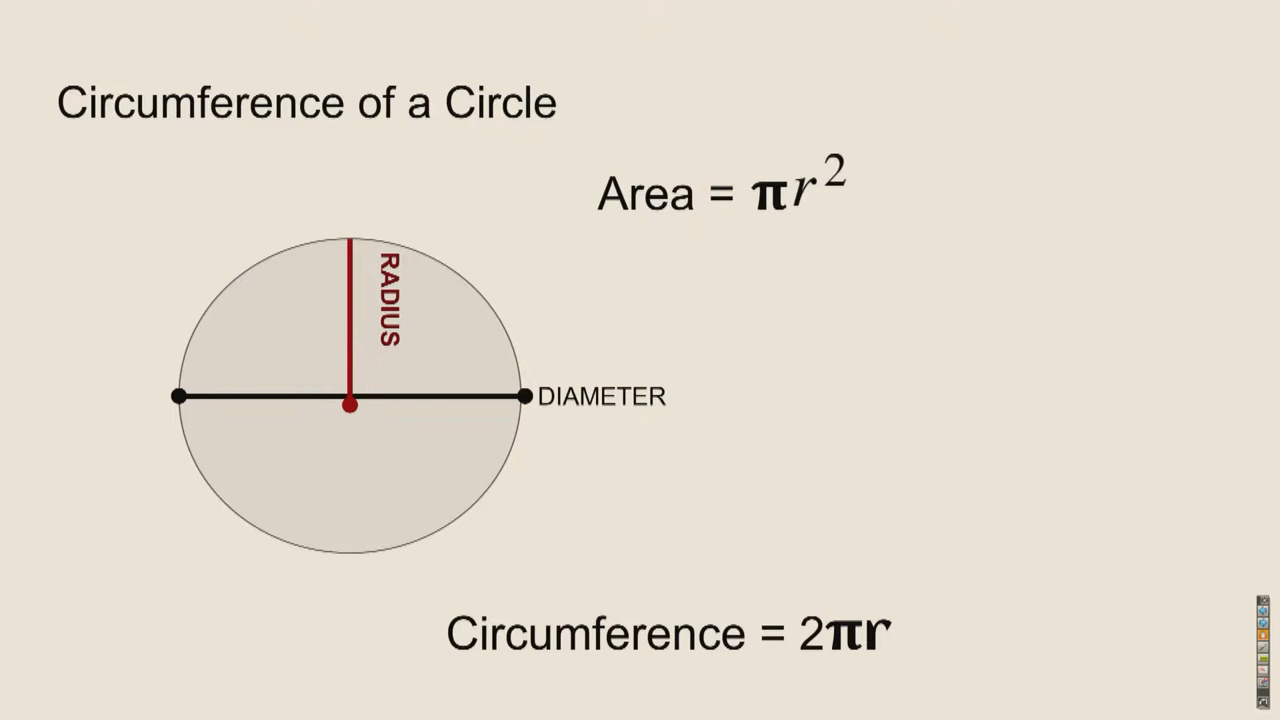 Circumference of a Circle
Area = πr²
RADIUS
DIAMETER
Circumference = 2πr